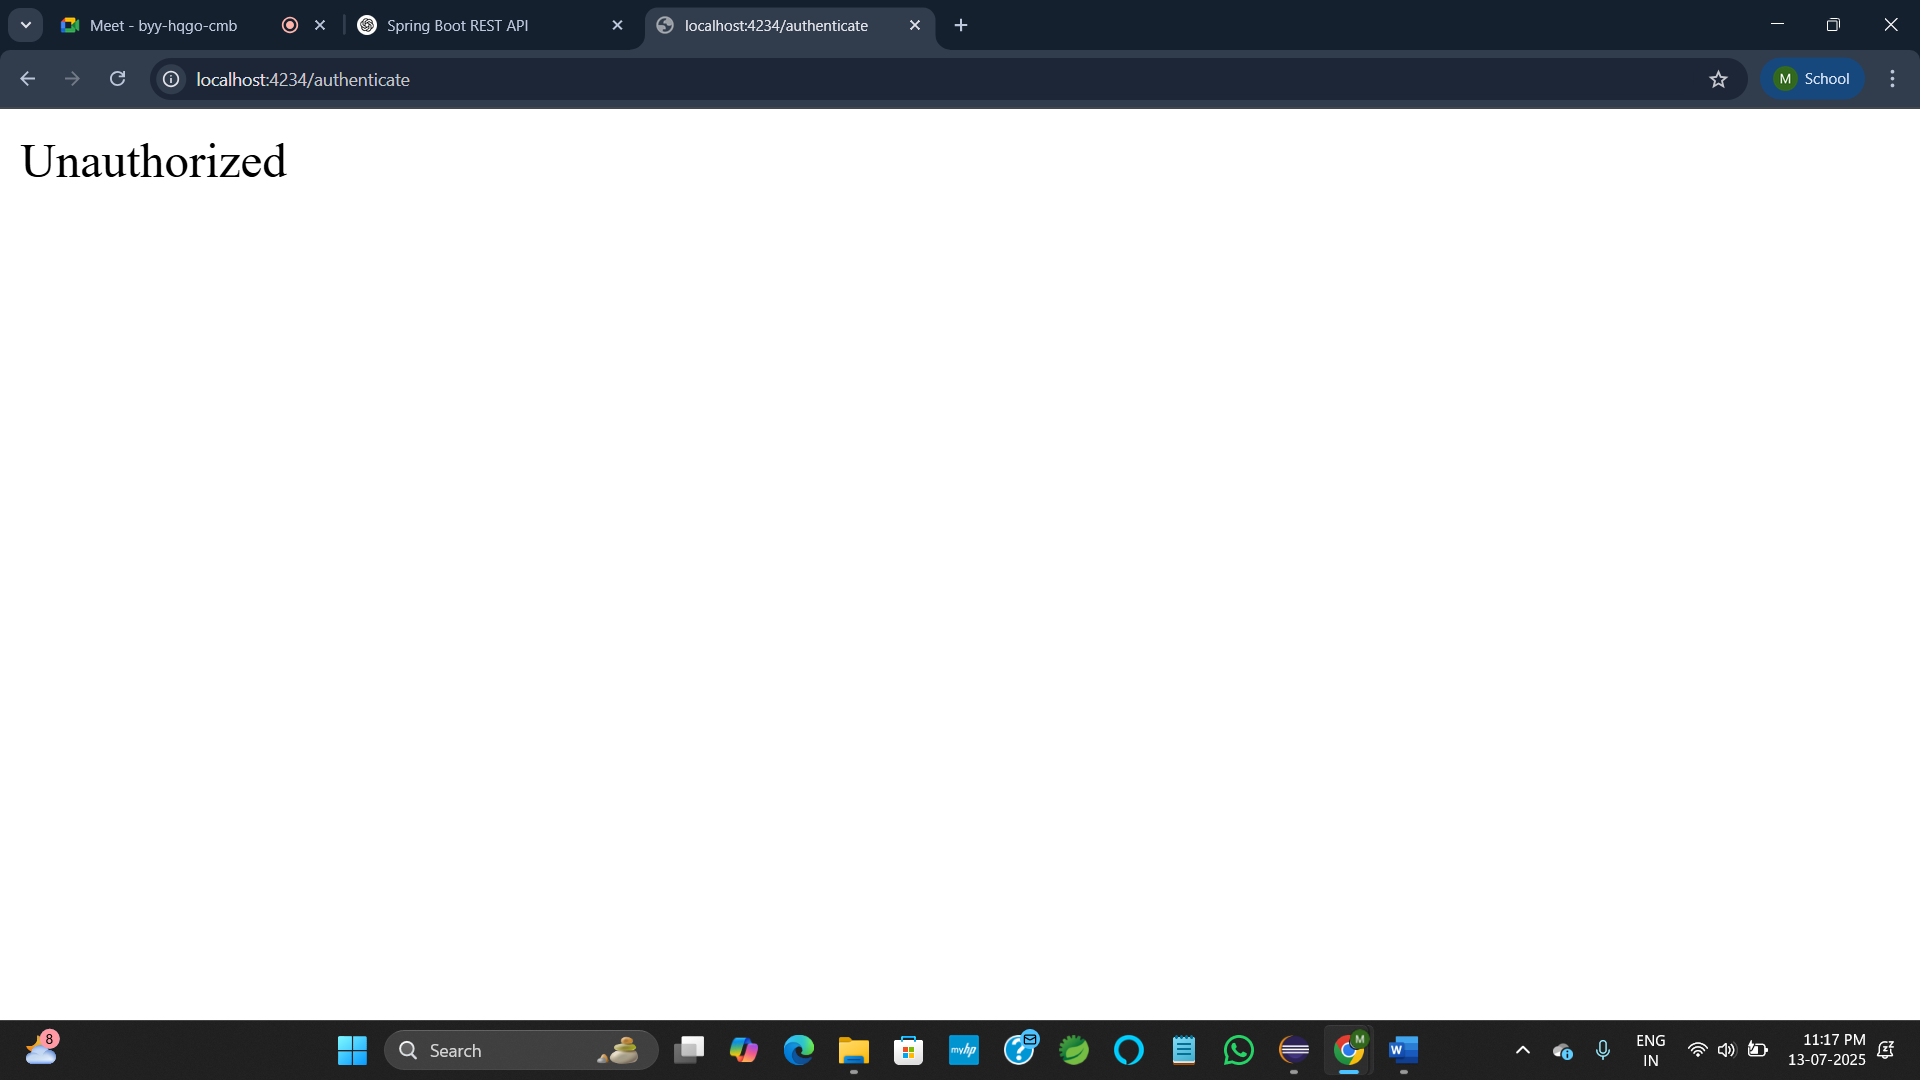 Meet - byy-hqgo-cmb
Spring Boot REST API
localhost:4234/authenticate
localhost:4234/authenticate
M School
Unauthorized
8
Search
myhp
M
W
ENG
IN
11:17 PM
13-07-2025